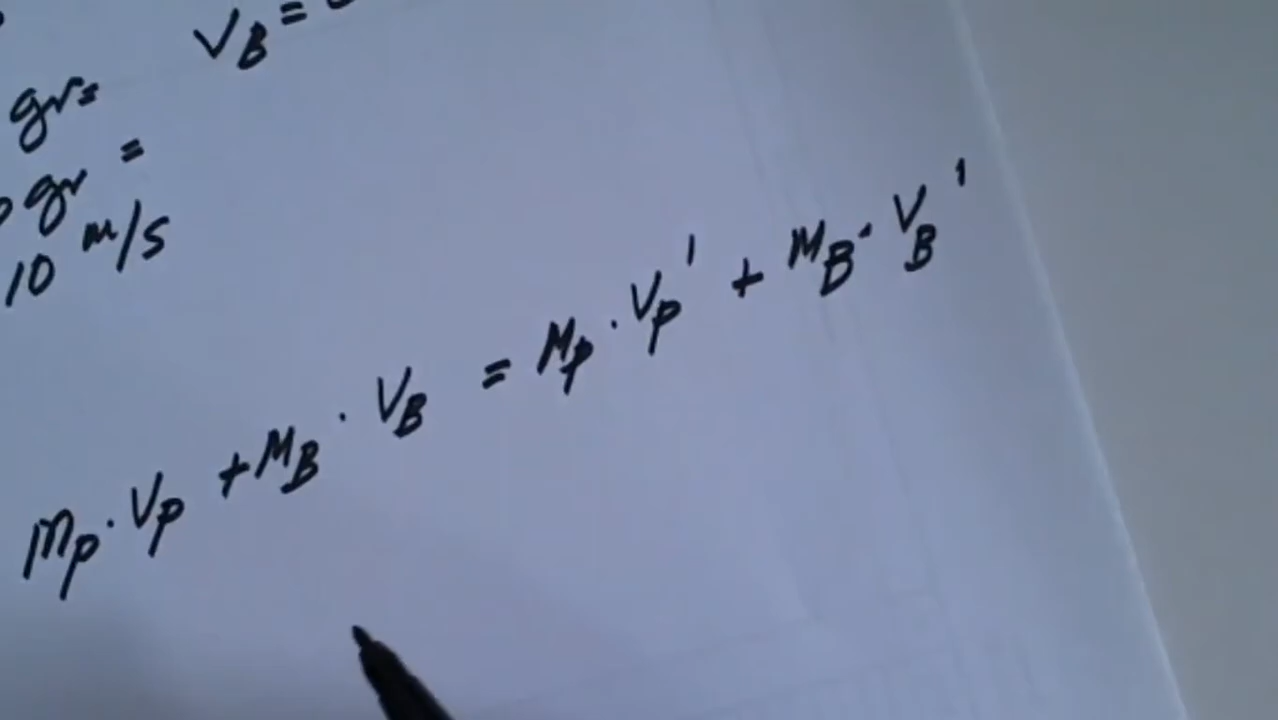 V_B =
gr=
gr =
10 m/s
M_p · V_p + M_B · V_B = M_p · V_p' + M_B · V_B'